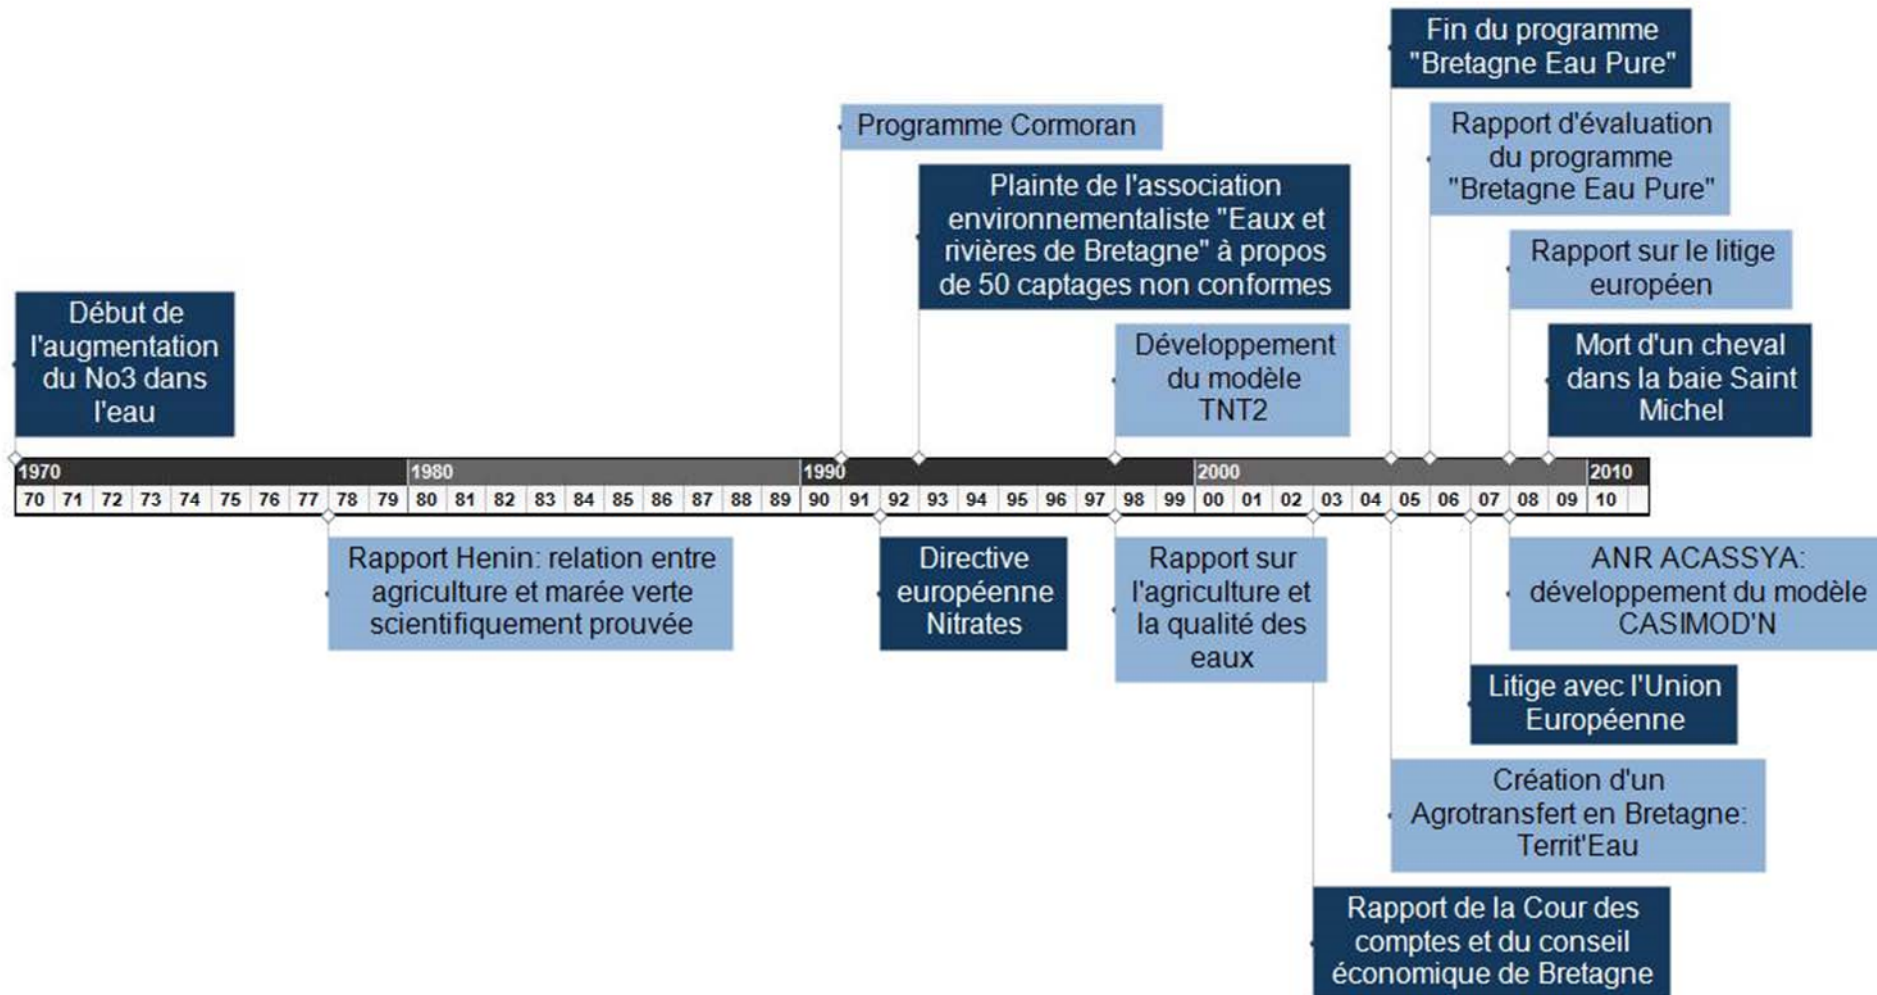 Fin du programme
"Bretagne Eau Pure"
Programme Cormoran
Rapport d'évaluation
du programme
"Bretagne Eau Pure"
Plainte de l'association
environnementaliste "Eaux et
rivières de Bretagne" à propos
de 50 captages non conformes
Rapport sur le litige
européen
Début de
l'augmentation
du No3 dans
l'eau
Développement
du modèle
TNT2
Mort d'un cheval
dans la baie Saint
Michel
1970 1980 1990 2000 2010
70 71 72 73 74 75 76 77 78 79 80 81 82 83 84 85 86 87 88 89 90 91 92 93 94 95 96 97 98 99 00 01 02 03 04 05 06 07 08 09 10
Rapport Henin: relation entre
agriculture et marée verte
scientifiquement prouvée
Directive
européenne
Nitrates
Rapport sur
l'agriculture et
la qualité des
eaux
ANR ACASSYA:
développement du modèle
CASIMOD'N
Litige avec l'Union
Européenne
Création d'un
Agrotransfert en Bretagne:
Territ'Eau
Rapport de la Cour des
comptes et du conseil
économique de Bretagne